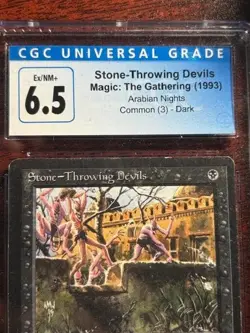 CGC UNIVERSAL GRADE
Ex/NM+
6.5
Stone-Throwing Devils
Magic: The Gathering (1993)
Arabian Nights
Common (3) - Dark
Stone-Throwing Devils